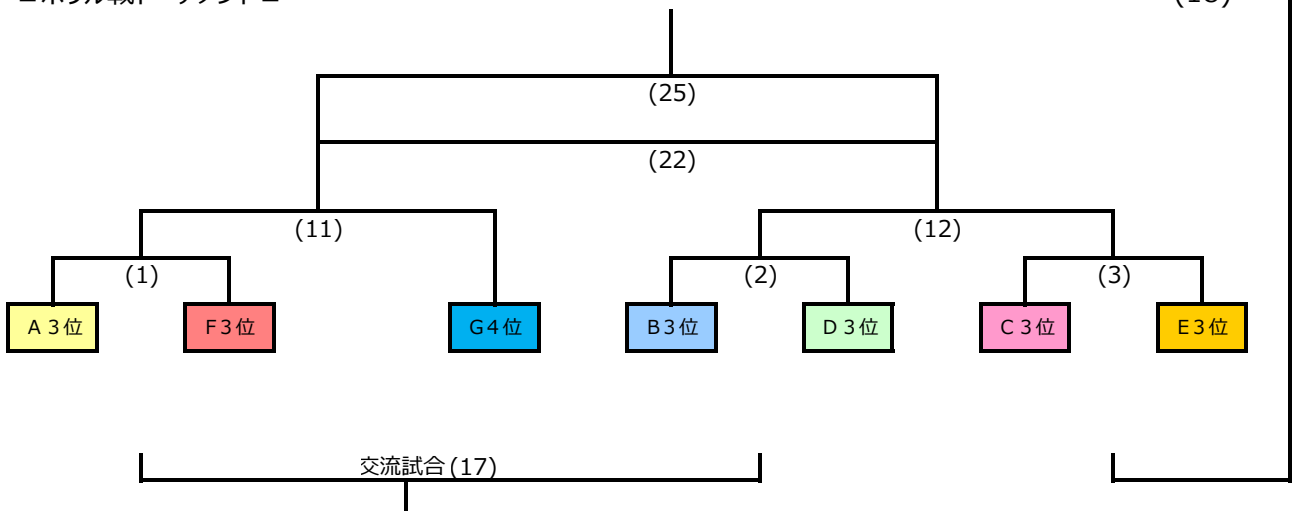 (18)
(25)
(22)
(11)
(12)
(1)
(2)
(3)
A3位
F3位
G4位
B3位
D3位
C3位
E3位
交流試合(17)